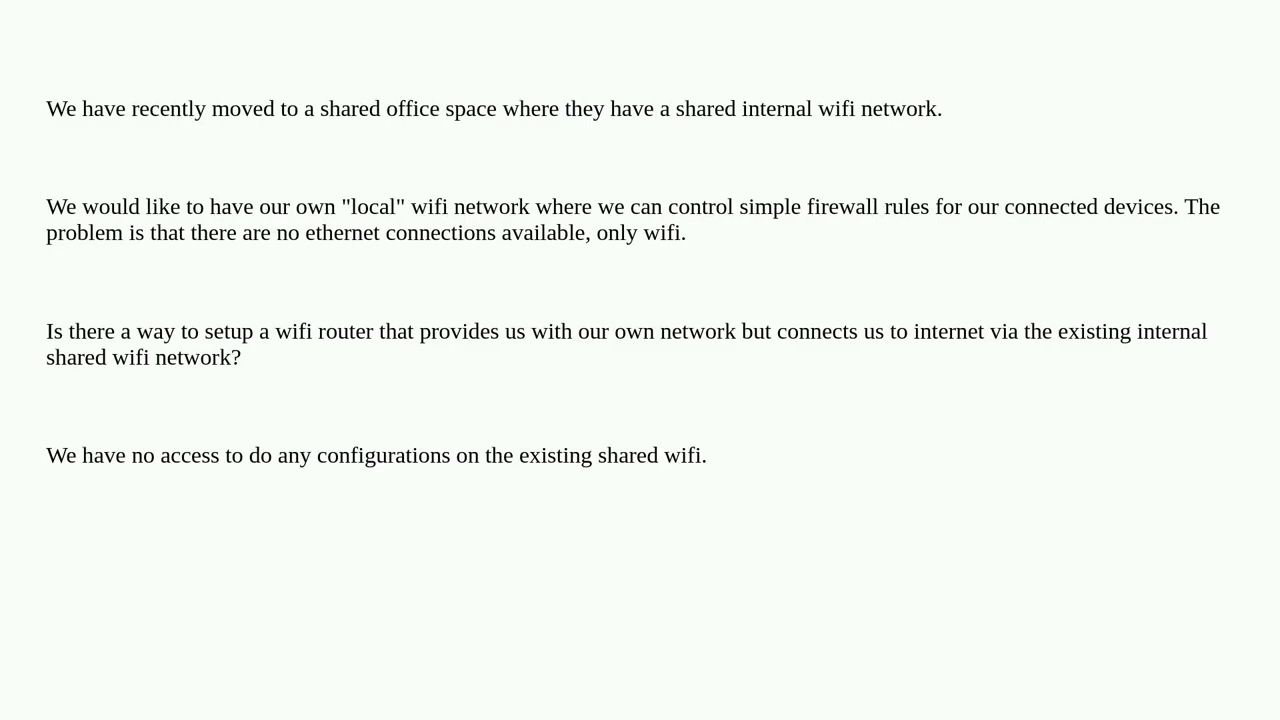 We have recently moved to a shared office space where they have a shared internal wifi network.
We would like to have our own "local" wifi network where we can control simple firewall rules for our connected devices. The
problem is that there are no ethernet connections available, only wifi.
Is there a way to setup a wifi router that provides us with our own network but connects us to internet via the existing internal
shared wifi network?
We have no access to do any configurations on the existing shared wifi.